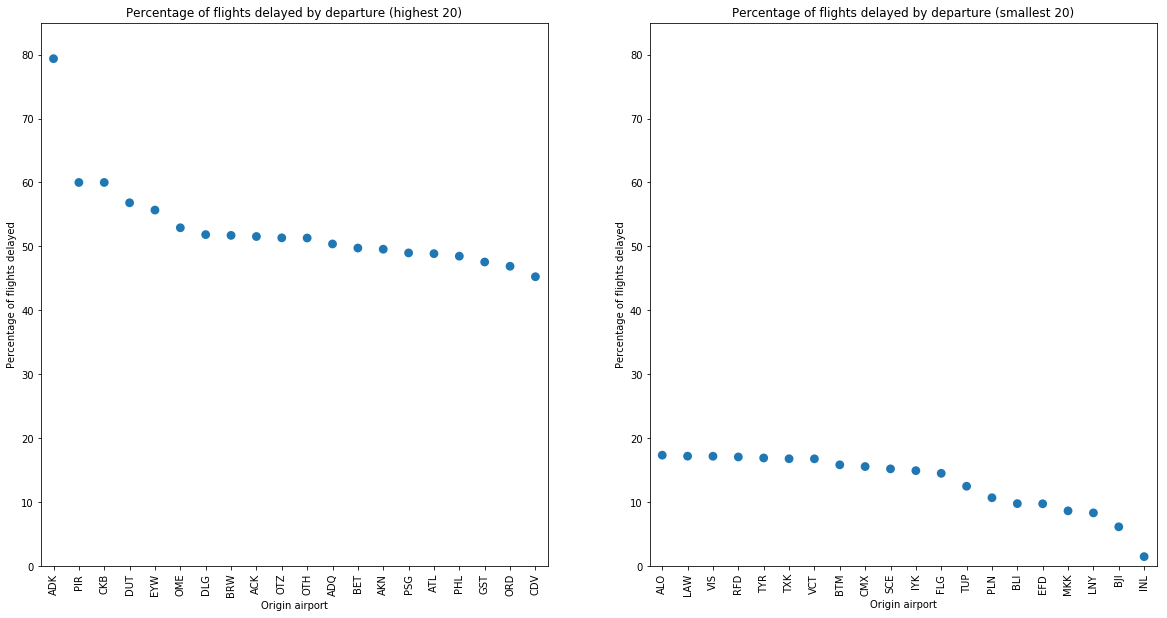 Percentage of flights delayed by departure (highest 20)
80
70
60
50
40
30
20
10
0
Percentage of flights delayed
ADK
PIR
CKB
DUT
EYW
OME
DLG
BRW
ACK
OTZ
OTH
ADQ
BET
AKN
PSG
ATL
PHL
GST
ORD
CDV
Origin airport
Percentage of flights delayed by departure (smallest 20)
80
70
60
50
40
30
20
10
0
Percentage of flights delayed
ALO
LAW
VIS
RFD
TYR
TXK
VCT
BTM
CMX
SCE
IYK
FLG
TUP
PLN
BLI
EFD
MKK
LNY
BJI
INL
Origin airport